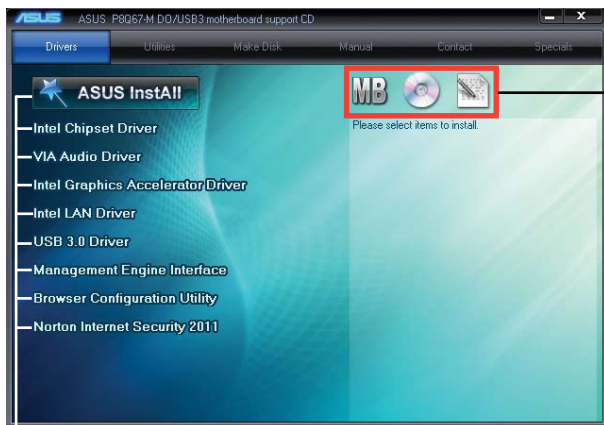 ASUS ASUS P8Q67-M DO/USB3 motherboard support CD
Drivers Utilities Make Disk Manual Contact Specials
ASUS InstAll
MB
Please select items to install.
Intel Chipset Driver
VIA Audio Driver
Intel Graphics Accelerator Driver
Intel LAN Driver
USB 3.0 Driver
Management Engine Interface
Browser Configuration Utility
Norton Internet Security 2011